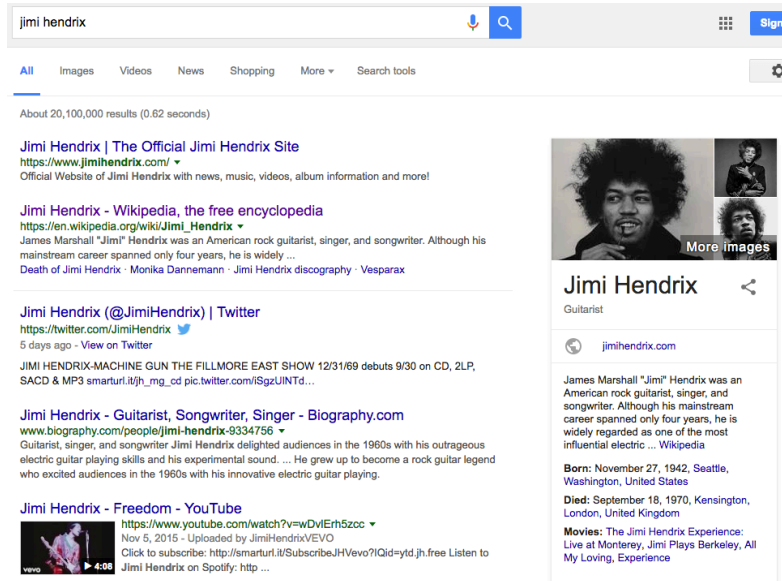 jimi hendrix
Sign
All Images Videos News Shopping More Search tools
About 20,100,000 results (0.62 seconds)
Jimi Hendrix | The Official Jimi Hendrix Site
https://www.jimihendrix.com/
Official Website of Jimi Hendrix with news, music, videos, album information and more!
Jimi Hendrix - Wikipedia, the free encyclopedia
https://en.wikipedia.org/wiki/Jimi_Hendrix
James Marshall "Jimi" Hendrix was an American rock guitarist, singer, and songwriter. Although his
mainstream career spanned only four years, he is widely ...
Death of Jimi Hendrix · Monika Dannemann · Jimi Hendrix discography · Vesparax
Jimi Hendrix (@JimiHendrix) | Twitter
https://twitter.com/JimiHendrix
5 days ago - View on Twitter
JIMI HENDRIX-MACHINE GUN THE FILLMORE EAST SHOW 12/31/69 debuts 9/30 on CD, 2LP,
SACD & MP3 smarturl.it/jh_mg_cd pic.twitter.com/iSgzUINTd...
Jimi Hendrix - Guitarist, Songwriter, Singer - Biography.com
www.biography.com/people/jimi-hendrix-9334756
Guitarist, singer, and songwriter Jimi Hendrix delighted audiences in the 1960s with his outrageous
electric guitar playing skills and his experimental sound. ... He grew up to become a rock guitar legend
who excited audiences in the 1960s with his innovative electric guitar playing.
Jimi Hendrix - Freedom - YouTube
https://www.youtube.com/watch?v=wDvIErh5zcc
Nov 5, 2015 - Uploaded by JimiHendrixVEVO
Click to subscribe: http://smarturl.it/SubscribeJHVevo?IQid=ytd.jh.free Listen to
Jimi Hendrix on Spotify: http ...
vevo
4:08
More images
Jimi Hendrix
Guitarist
jimihendrix.com
James Marshall "Jimi" Hendrix was an
American rock guitarist, singer, and
songwriter. Although his mainstream
career spanned only four years, he is
widely regarded as one of the most
influential electric ... Wikipedia
Born: November 27, 1942, Seattle,
Washington, United States
Died: September 18, 1970, Kensington,
London, United Kingdom
Movies: The Jimi Hendrix Experience:
Live at Monterey, Jimi Plays Berkeley, All
My Loving, Experience